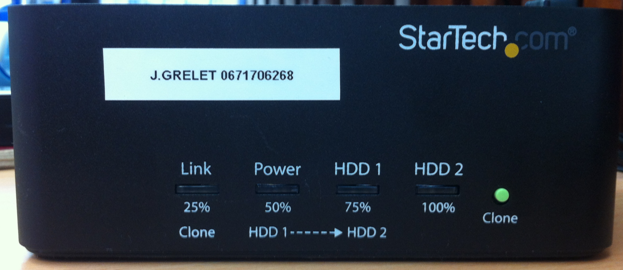 StarTech.com®
J.GRELET 0671706268
Link Power HDD 1 HDD 2
25% 50% 75% 100%
Clone
Clone HDD 1 -----> HDD 2